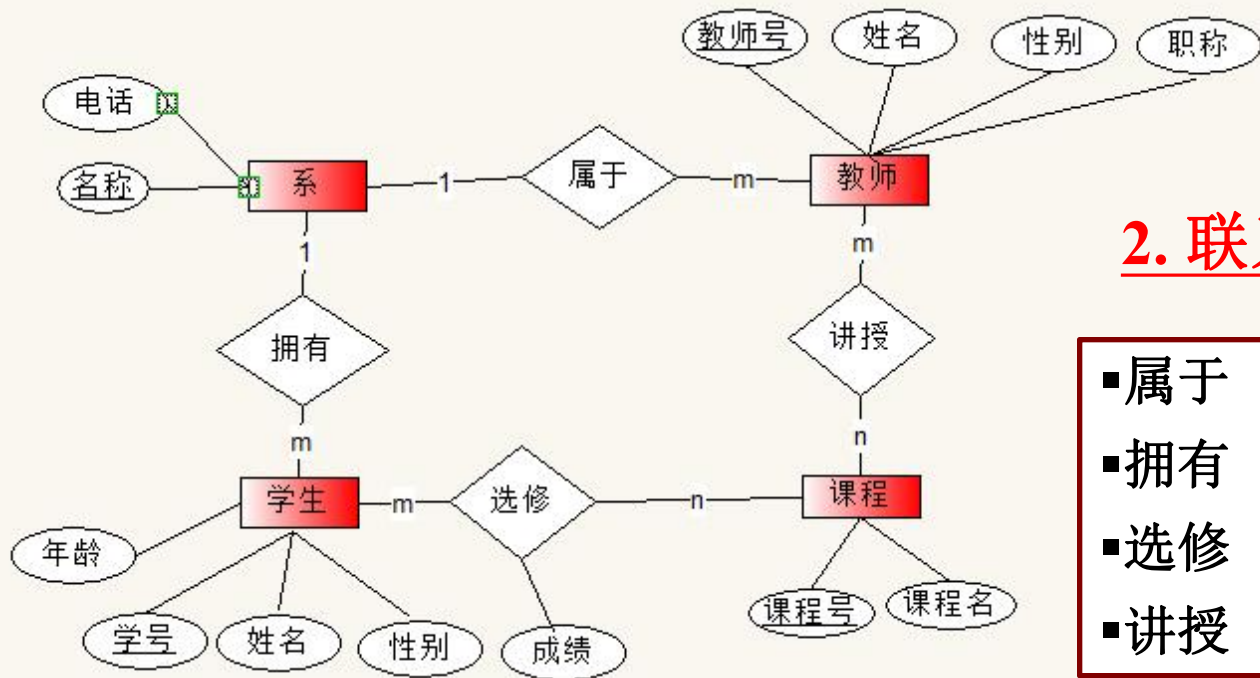 教师号 姓名 性别 职称
电话
名称
系 1 属于 m 教师
1 m
2. 联
拥有 讲授
▪属于
▪拥有
▪选修
▪讲授
m n
学生 m 选修 n 课程
年龄
学号 姓名 性别 成绩 课程号 课程名